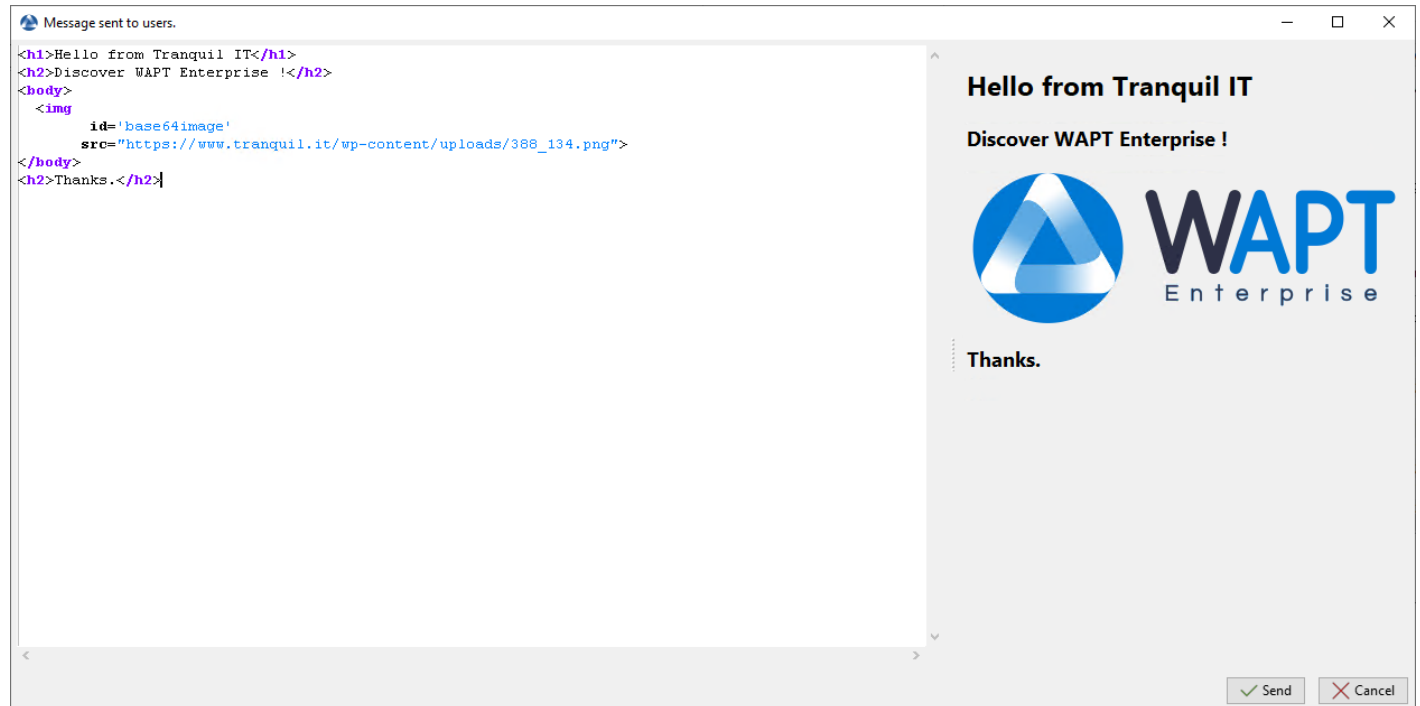 Message sent to users.
<h1>Hello from Tranquil IT</h1>
<h2>Discover WAPT Enterprise !</h2>
<body>
  <img
        id='base64image'
       src="https://www.tranquil.it/wp-content/uploads/388_134.png">
</body>
<h2>Thanks.</h2>
Hello from Tranquil IT
Discover WAPT Enterprise !
WAPT
Enterprise
Thanks.
Send
Cancel